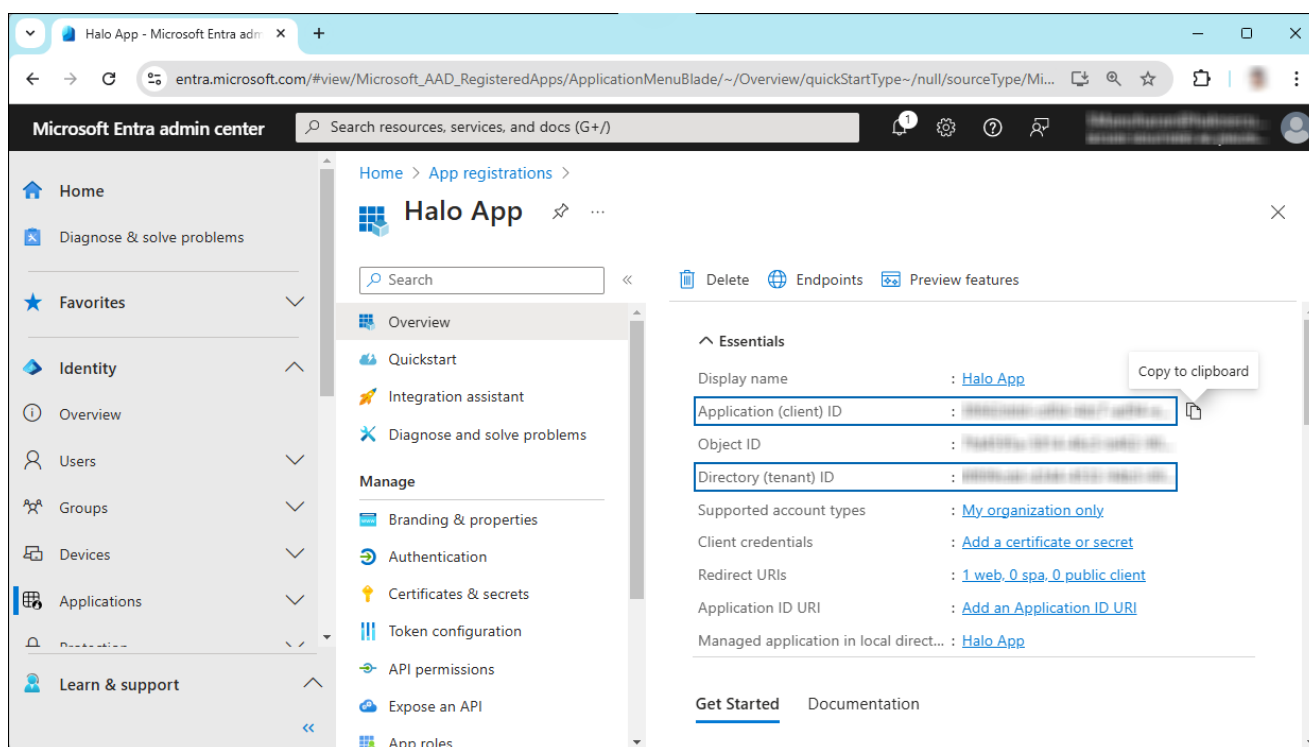 Halo App - Microsoft Entra adm
entra.microsoft.com/#view/Microsoft_AAD_RegisteredApps/ApplicationMenuBlade/~/Overview/quickStartType~/null/sourceType/Mi...
Microsoft Entra admin center
Search resources, services, and docs (G+/)
1
Home
Diagnose & solve problems
Favorites
Identity
Overview
Users
Groups
Devices
Applications
Protection
Learn & support
Home > App registrations >
Halo App
Search
Overview
Quickstart
Integration assistant
Diagnose and solve problems
Manage
Branding & properties
Authentication
Certificates & secrets
Token configuration
API permissions
Expose an API
App roles
Delete Endpoints Preview features
Essentials
Copy to clipboard
Display name : Halo App
Application (client) ID :
Object ID :
Directory (tenant) ID :
Supported account types : My organization only
Client credentials : Add a certificate or secret
Redirect URIs : 1 web, 0 spa, 0 public client
Application ID URI : Add an Application ID URI
Managed application in local direct... : Halo App
Get Started Documentation